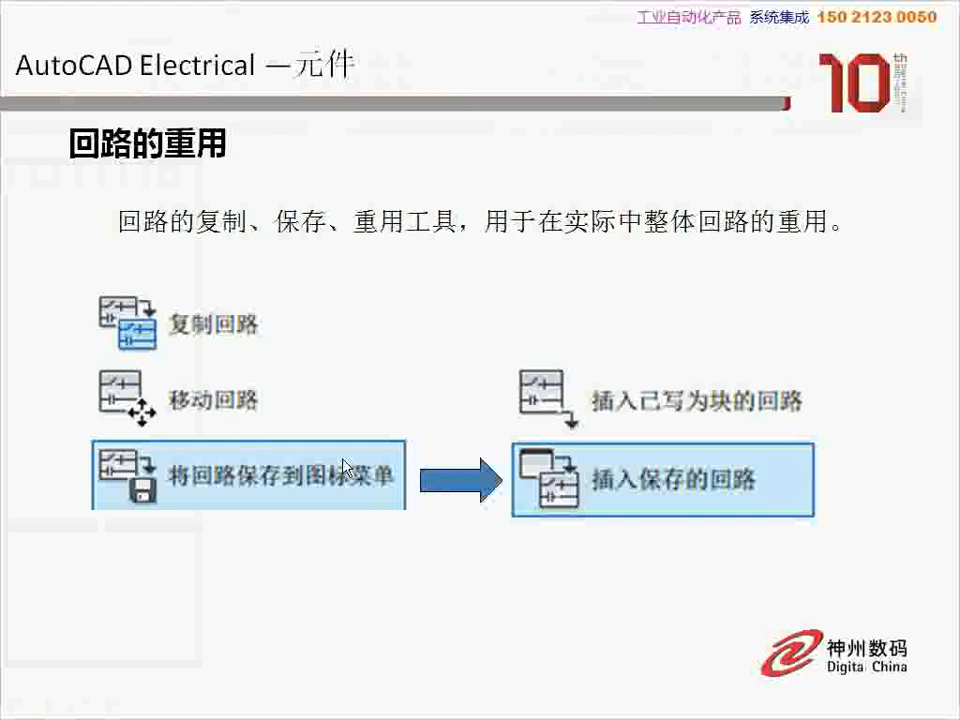 工业自动化产品 系统集成 150 2123 0050
AutoCAD Electrical —元件
10th
回路的重用
回路的复制、保存、重用工具，用于在实际中整体回路的重用。
复制回路
移动回路
插入已写为块的回路
将回路保存到图标菜单
插入保存的回路
神州数码
Digital China